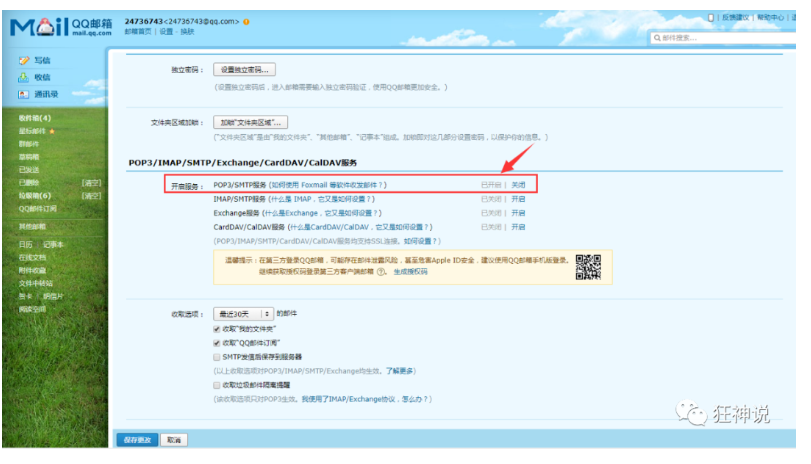 Mail QQ邮箱 mail.qq.com
24736743<24736743@qq.com>
邮箱首页 | 设置 - 换肤
反馈建议 | 帮助中心 |
邮件搜索...
写信
收信
通讯录
收件箱(4)
星标邮件
群邮件
草稿箱
已发送
已删除 [清空]
垃圾箱(6) [清空]
QQ邮件订阅
其他邮箱
日历 | 记事本
在线文档
附件收藏
文件中转站
贺卡 | 明信片
阅读空间
独立密码： 设置独立密码...
(设置独立密码后，进入邮箱需要输入独立密码验证，使用QQ邮箱更加安全。)
文件夹区域加锁： 加锁"文件夹区域"...
("文件夹区域"是由"我的文件夹"、"其他邮箱"、"记事本"组成。加锁即对这几部分设置密码，以保护你的信息。)
POP3/IMAP/SMTP/Exchange/CardDAV/CalDAV服务
开启服务： POP3/SMTP服务 (如何使用 Foxmail 等软件收发邮件？) 已开启 | 关闭
IMAP/SMTP服务 (什么是 IMAP，它又是如何设置？) 已关闭 | 开启
Exchange服务 (什么是Exchange，它又是如何设置？) 已关闭 | 开启
CardDAV/CalDAV服务 (什么是CardDAV/CalDAV，它又是如何设置？) 已关闭 | 开启
(POP3/IMAP/SMTP/CardDAV/CalDAV服务均支持SSL连接。如何设置？)
温馨提示：在第三方登录QQ邮箱，可能存在邮件泄露风险，甚至危害Apple ID安全，建议使用QQ邮箱手机版登录。
继续获取授权码登录第三方客户端邮箱 ? 。 生成授权码
收取选项： 最近30天 的邮件
收取"我的文件夹"
收取"QQ邮件订阅"
SMTP发信后保存到服务器
(以上收取选项对POP3/IMAP/SMTP/Exchange均生效。了解更多)
收取垃圾邮件隔离提醒
(该收取选项只对POP3生效。我使用了IMAP/Exchange协议，怎么办？)
保存更改 取消
狂神说